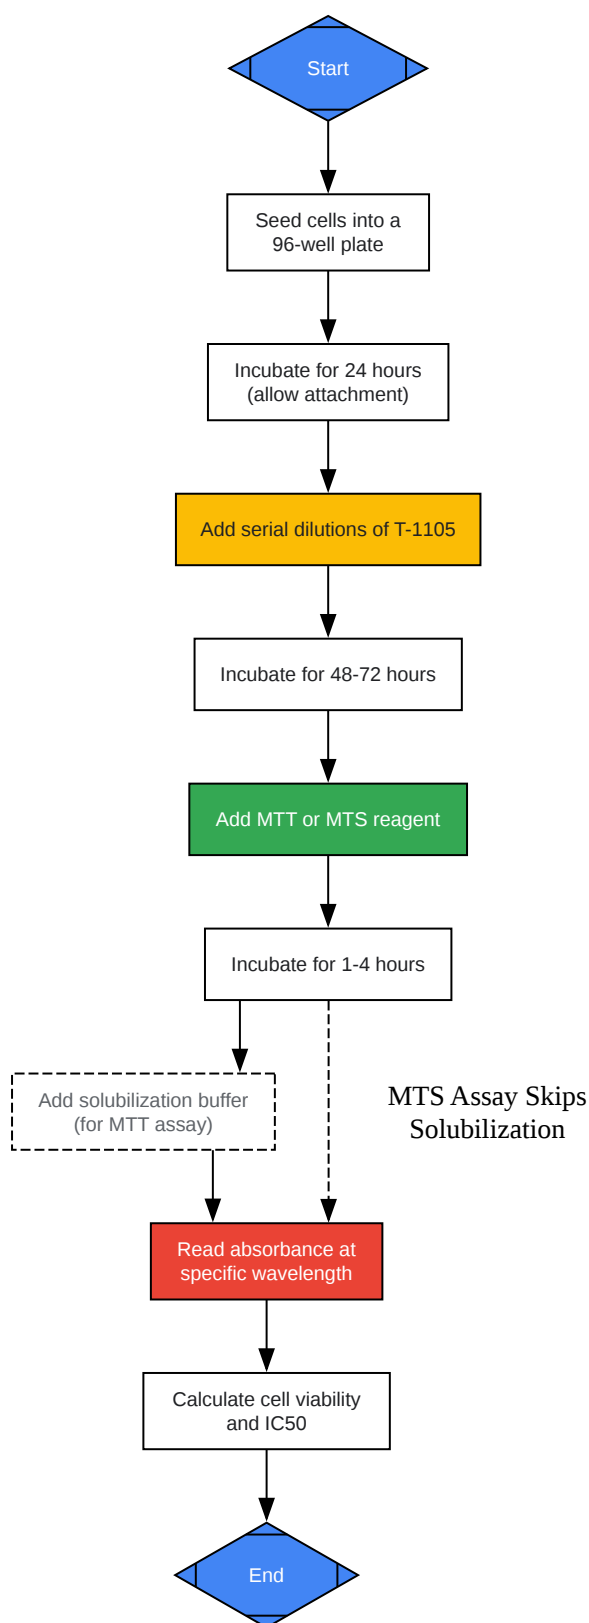 Start
Seed cells into a
96-well plate
Incubate for 24 hours
(allow attachment)
Add serial dilutions of T-1105
Incubate for 48-72 hours
Add MTT or MTS reagent
Incubate for 1-4 hours
Add solubilization buffer
(for MTT assay)
MTS Assay Skips
Solubilization
Read absorbance at
specific wavelength
Calculate cell viability
and IC50
End